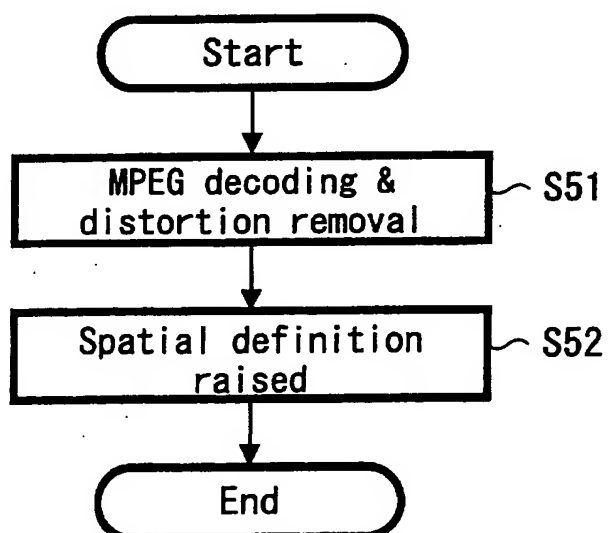 Start
MPEG decoding &
distortion removal
S51
Spatial definition
raised
S52
End